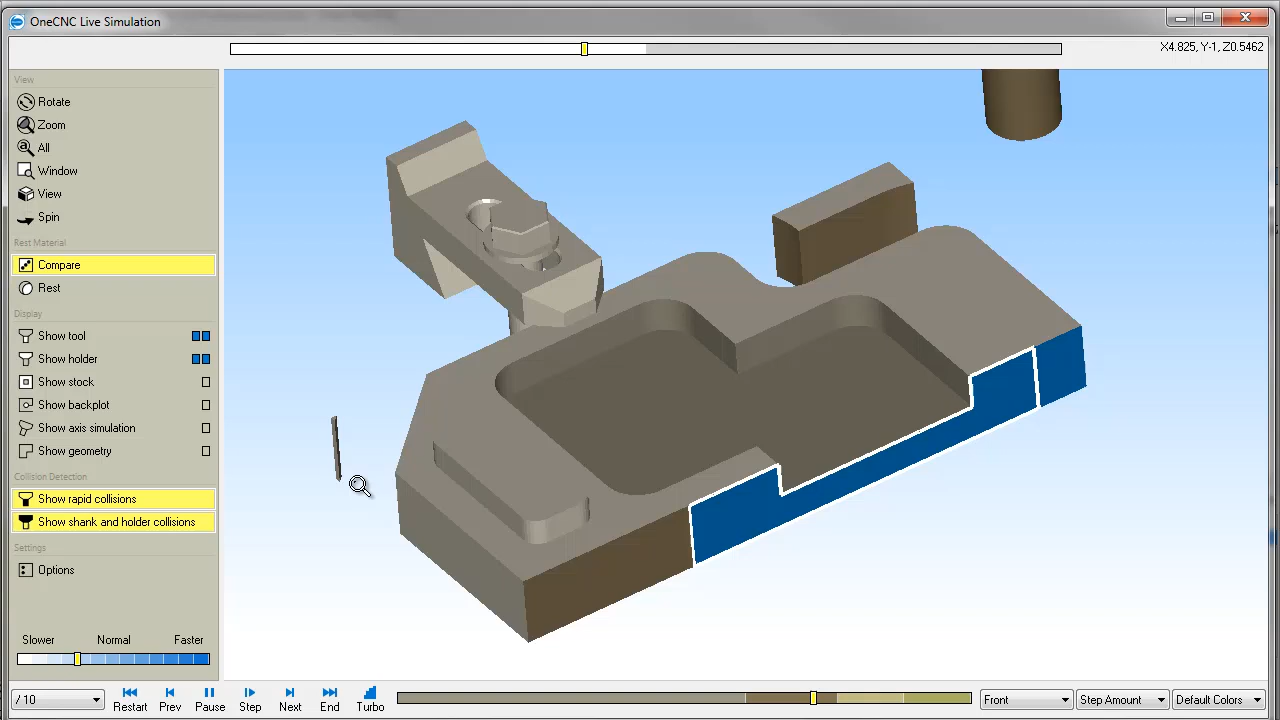 OneCNC Live Simulation
X4.825, Y-1, Z0.5462
View
Rotate
Zoom
All
Window
View
Spin
Rest Material
Compare
Rest
Display
Show tool
Show holder
Show stock
Show backplot
Show axis simulation
Show geometry
Collision Detection
Show rapid collisions
Show shank and holder collisions
Settings
Options
Slower Normal Faster
/ 10
Restart Prev Pause Step Next End Turbo
Front
Step Amount
Default Colors